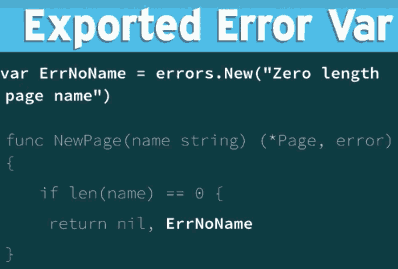 Exported Error Var
var ErrNoName = errors.New("Zero length
page name")
func NewPage(name string) (*Page, error)
{
if len(name) == 0 {
return nil, ErrNoName
}